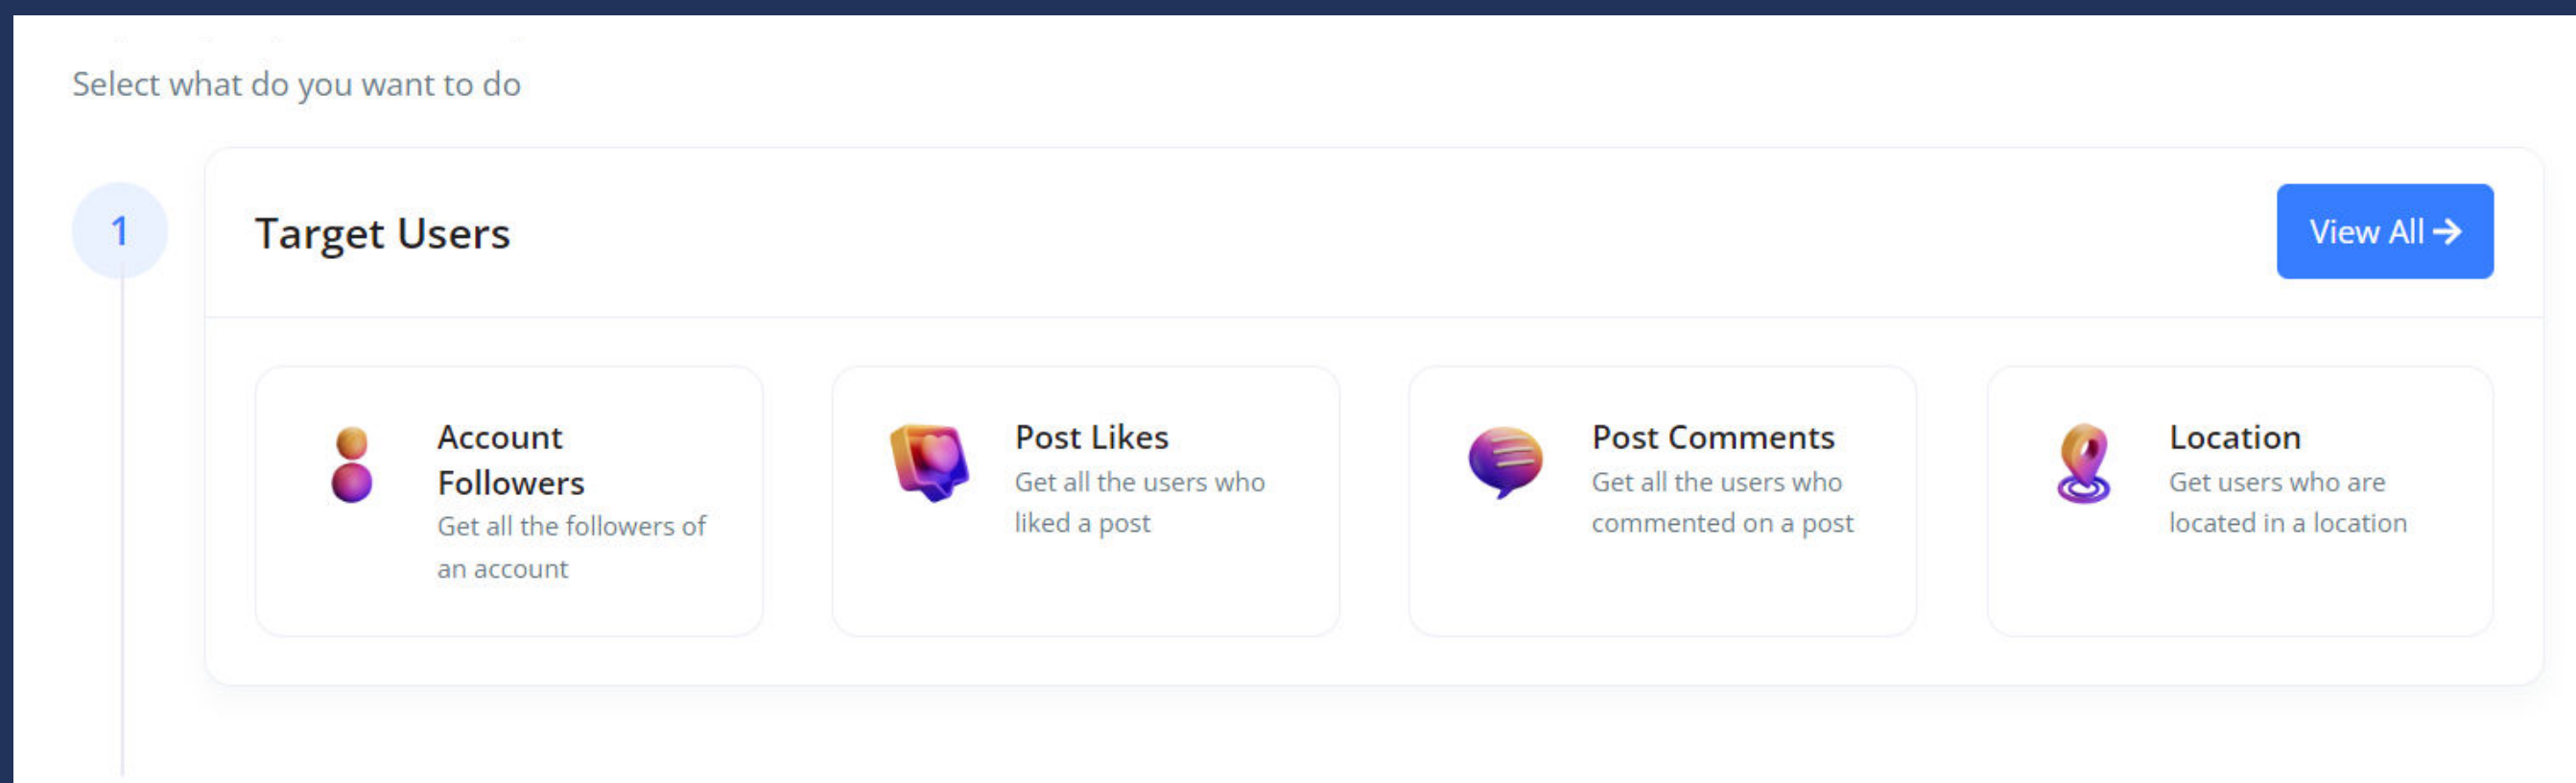 Select what do you want to do
1
Target Users
View All
Account
Followers
Get all the followers of
an account
Post Likes
Get all the users who
liked a post
Post Comments
Get all the users who
commented on a post
Location
Get users who are
located in a location